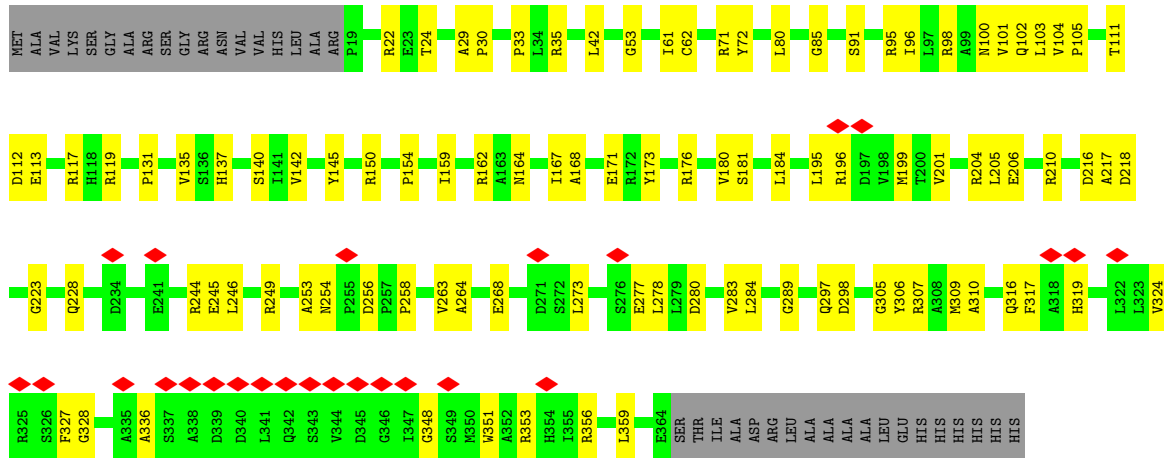 MET ALA VAL LYS SER GLY ALA ARG SER GLY ARG ASN VAL VAL HIS LEU ALA ARG P19 R22 E23 T24 A29 P30 P33 L34 R35 L42 G53 I61 G62 R71 Y72 L80 G85 S91 R95 I96 L97 R98 A99 N100 V101 Q102 L103 V104 P105 T111
D112 E113 R117 H118 R119 P131 V135 S136 H137 S140 I141 V142 Y145 R150 P154 I159 R162 A163 N164 I167 A168 E171 R172 Y173 R176 V180 S181 L184 L195 R196 D197 V198 M199 T200 V201 R204 L205 E206 R210 D216 A217 D218
G223 Q228 D234 E241 R244 E245 L246 R249 A253 N254 P255 D256 P257 P258 V263 A264 E268 D271 S272 L273 S276 E277 L278 L279 D280 V283 L284 G289 Q297 D298 G305 Y306 R307 A308 M309 A310 Q316 F317 A318 H319 L322 L323 V324
R325 S326 F327 G328 A335 A336 S337 A338 D339 D340 L341 Q342 S343 V344 D345 G346 I347 G348 S349 M350 W351 A352 R353 H354 I355 R356 L359 E364 SER THR ILE ALA ASP ARG LEU ALA ALA ALA ALA LEU GLU HIS HIS HIS HIS HIS HIS